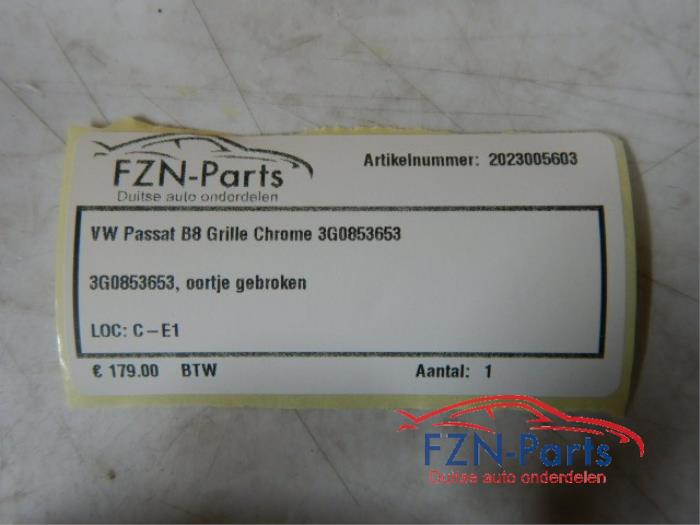 FZN-Parts
Duitse auto onderdelen
Artikelnummer: 2023005603
VW Passat B8 Grille Chrome 3G0853653
3G0853653, oortje gebroken
LOC: C-E1
€ 179.00 BTW
Aantal: 1
FZN-Parts
Duitse auto onderdelen